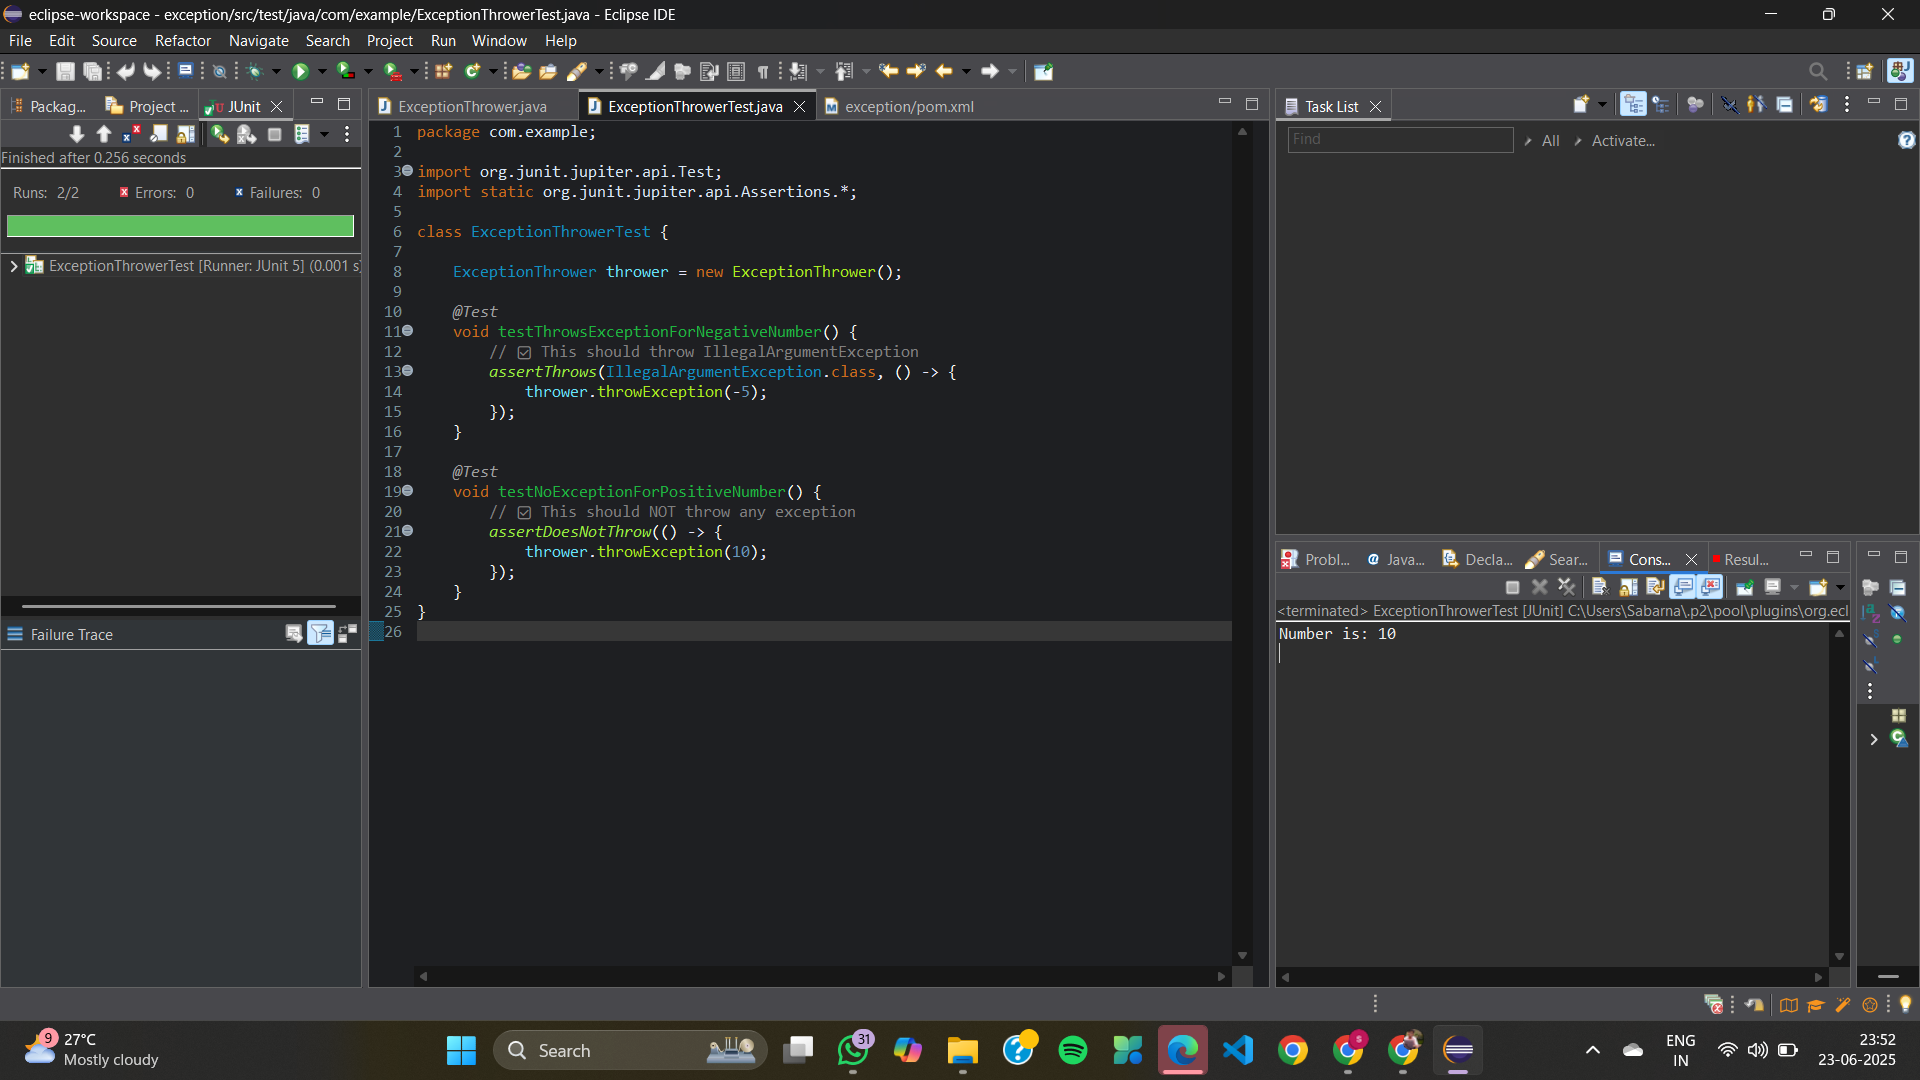 eclipse-workspace - exception/src/test/java/com/example/ExceptionThrowerTest.java - Eclipse IDE
File Edit Source Refactor Navigate Search Project Run Window Help
Packag... Project ... JUnit
Finished after 0.256 seconds
Runs: 2/2 Errors: 0 Failures: 0
ExceptionThrowerTest [Runner: JUnit 5] (0.001 s
Failure Trace
ExceptionThrower.java ExceptionThrowerTest.java exception/pom.xml
1 package com.example;
2
3 import org.junit.jupiter.api.Test;
4 import static org.junit.jupiter.api.Assertions.*;
5
6 class ExceptionThrowerTest {
7
8 ExceptionThrower thrower = new ExceptionThrower();
9
10 @Test
11 void testThrowsExceptionForNegativeNumber() {
12 // ☑ This should throw IllegalArgumentException
13 assertThrows(IllegalArgumentException.class, () -> {
14 thrower.throwException(-5);
15 });
16 }
17
18 @Test
19 void testNoExceptionForPositiveNumber() {
20 // ☑ This should NOT throw any exception
21 assertDoesNotThrow(() -> {
22 thrower.throwException(10);
23 });
24 }
25 }
26
Task List
Find All Activate...
Probl... Java... Decla... Sear... Cons... Resul...
<terminated> ExceptionThrowerTest [JUnit] C:\Users\Sabarna\.p2\pool\plugins\org.ecl
Number is: 10
9 27°C
Mostly cloudy
Search
31
ENG
IN
23:52
23-06-2025